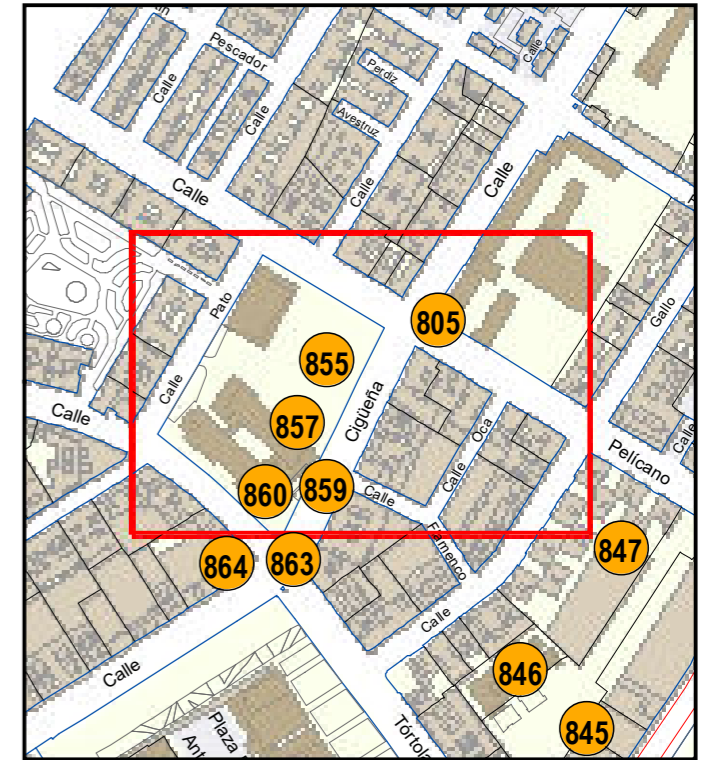 Pescador
Calle
Calle
Perdiz
Avestruz
Calle
Calle
Calle
Calle
Pato
805
Gallo
855
Cigüeña
Calle
857
Oca
Calle
Calle
Pelícano
Calle
860
859
Calle
Flamenco
864
863
847
Calle
Calle
846
Plaza
Tórtola
845